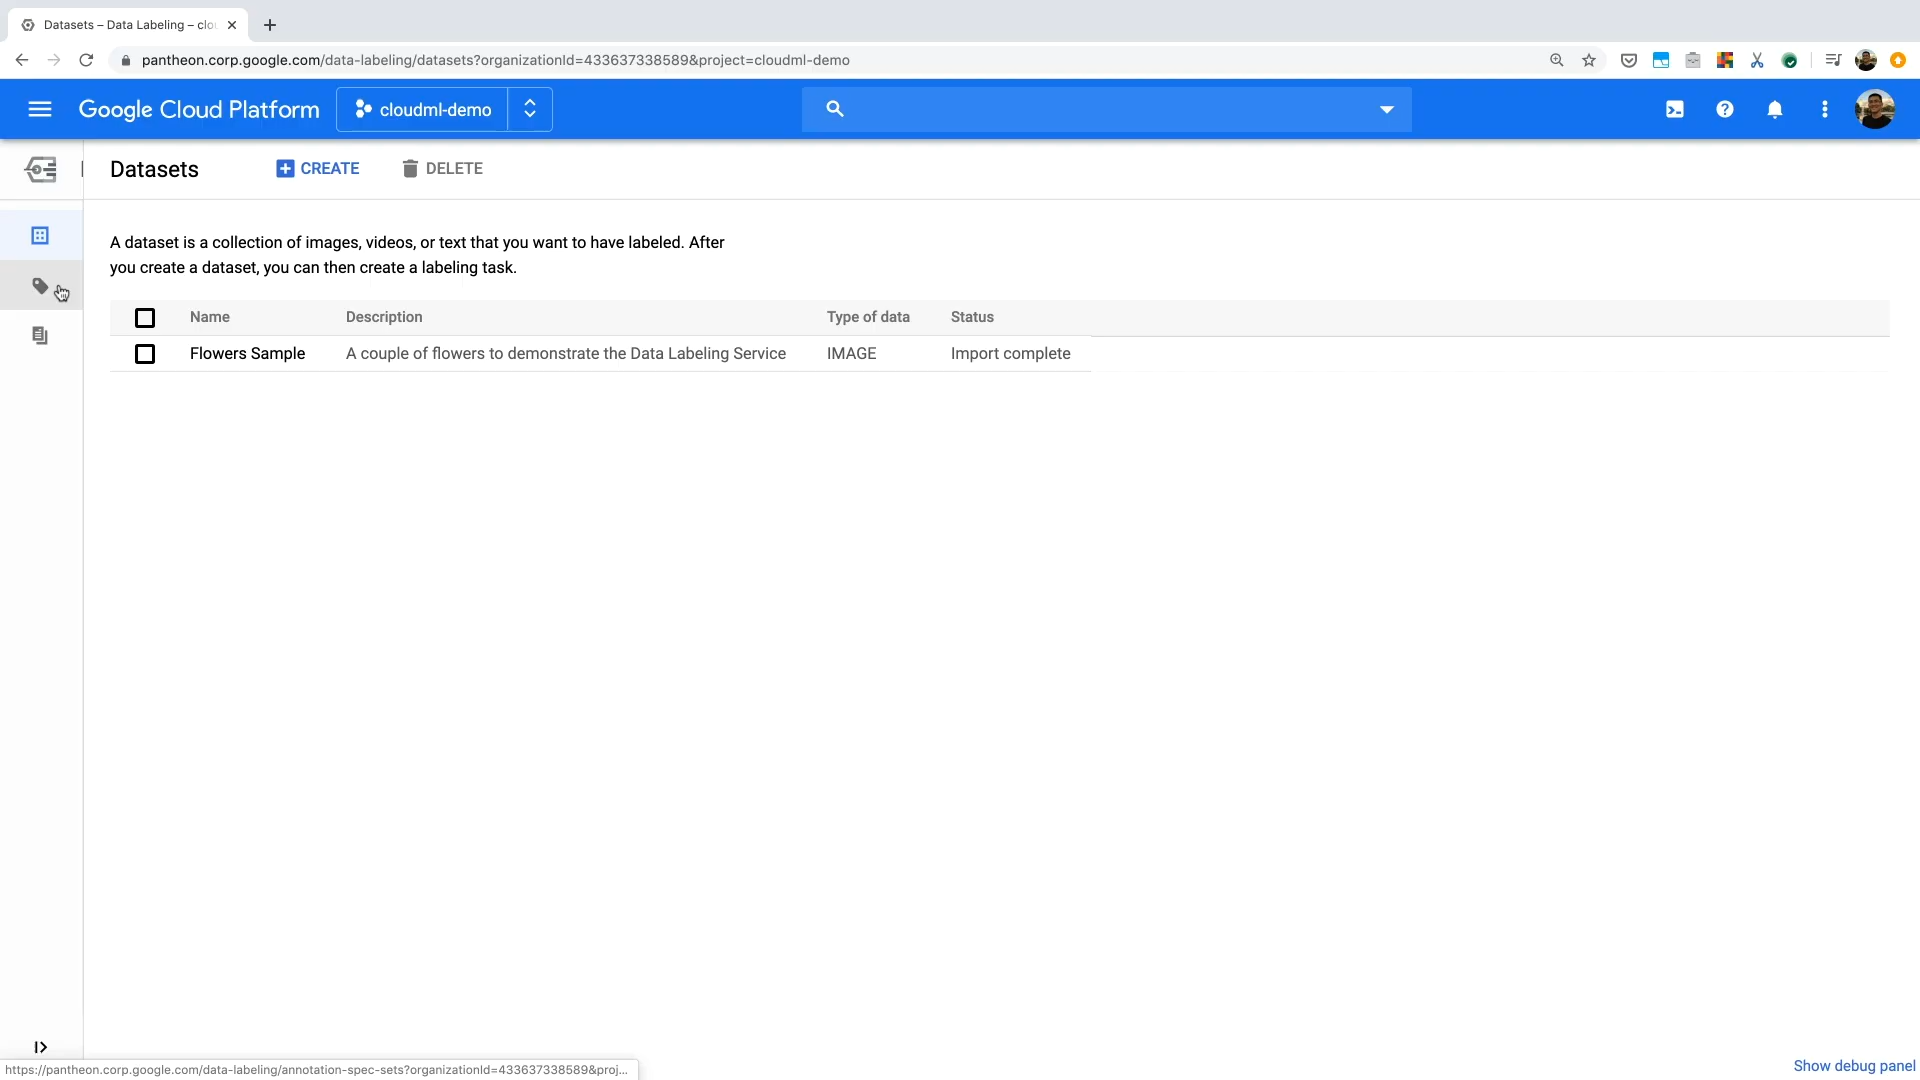 Datasets – Data Labeling – clou
pantheon.corp.google.com/data-labeling/datasets?organizationId=433637338589&project=cloudml-demo
Google Cloud Platform
cloudml-demo
Datasets
CREATE
DELETE
A dataset is a collection of images, videos, or text that you want to have labeled. After
you create a dataset, you can then create a labeling task.
Name Description Type of data Status
Flowers Sample A couple of flowers to demonstrate the Data Labeling Service IMAGE Import complete
https://pantheon.corp.google.com/data-labeling/annotation-spec-sets?organizationId=433637338589&proj...
Show debug panel